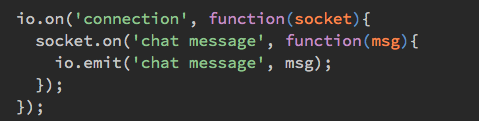 io.on('connection', function(socket){
  socket.on('chat message', function(msg){
    io.emit('chat message', msg);
  });
});